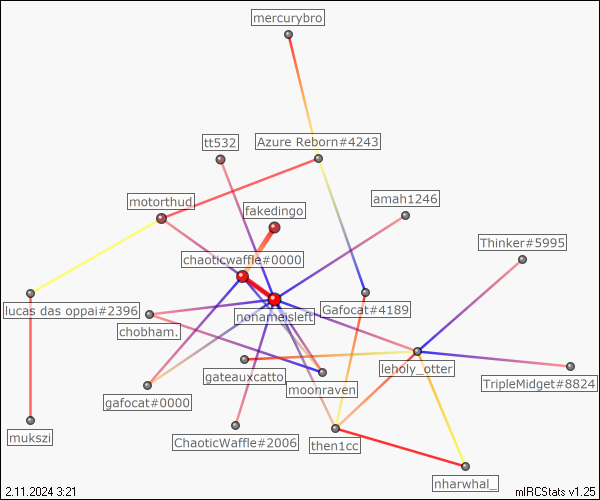 mercurybro
tt532
Azure Reborn#4243
motorthud_
fakedingo
amah1246
chaoticwaffle#0000
Thinker#5995
lucas das oppai#2396
nonameisleft
Gafocat#4189
chobham.
gateauxcatto
leholy_otter
moonraven
TripleMidget#8824
gafocat#0000
mukszi
ChaoticWaffle#2006
then1cc
nharwhal_
2.11.2024 3:21
mIRCStats v1.25